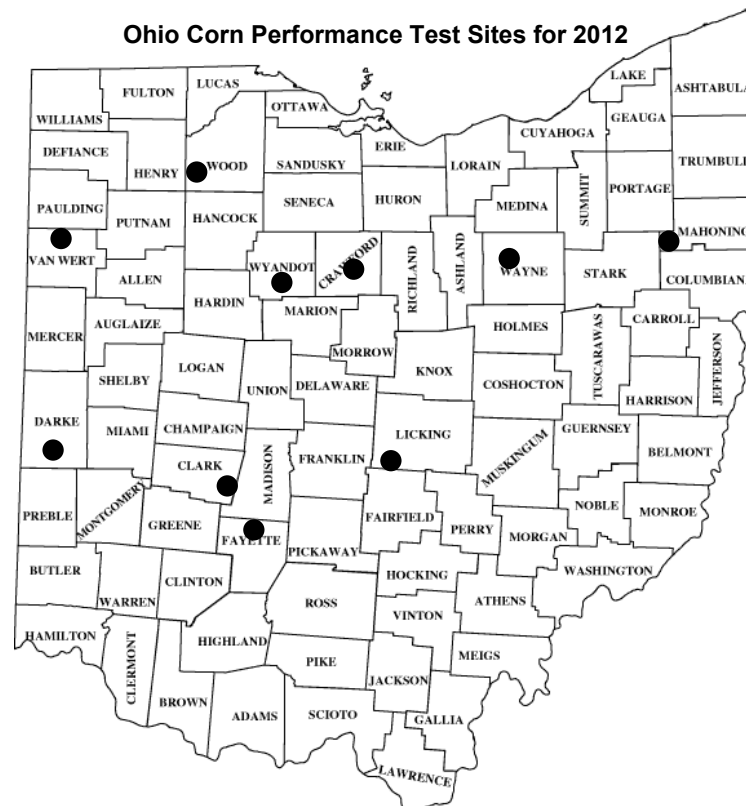 Ohio Corn Performance Test Sites for 2012
WILLIAMS
FULTON
LUCAS
OTTAWA
LAKE
ASHTABULA
GEAUGA
CUYAHOGA
DEFIANCE
HENRY
WOOD
SANDUSKY
ERIE
LORAIN
TRUMBULL
PAULDING
PUTNAM
HANCOCK
SENECA
HURON
MEDINA
SUMMIT
PORTAGE
MAHONING
VAN WERT
ALLEN
WYANDOT
CRAWFORD
RICHLAND
ASHLAND
WAYNE
STARK
COLUMBIANA
MERCER
AUGLAIZE
HARDIN
MARION
MORROW
HOLMES
TUSCARAWAS
CARROLL
JEFFERSON
SHELBY
LOGAN
UNION
DELAWARE
KNOX
COSHOCTON
HARRISON
DARKE
MIAMI
CHAMPAIGN
CLARK
MADISON
FRANKLIN
LICKING
MUSKINGUM
GUERNSEY
BELMONT
PREBLE
MONTGOMERY
GREENE
FAYETTE
PICKAWAY
FAIRFIELD
PERRY
MORGAN
NOBLE
MONROE
BUTLER
WARREN
CLINTON
ROSS
HOCKING
ATHENS
WASHINGTON
HAMILTON
CLERMONT
HIGHLAND
PIKE
VINTON
MEIGS
BROWN
ADAMS
SCIOTO
JACKSON
GALLIA
LAWRENCE